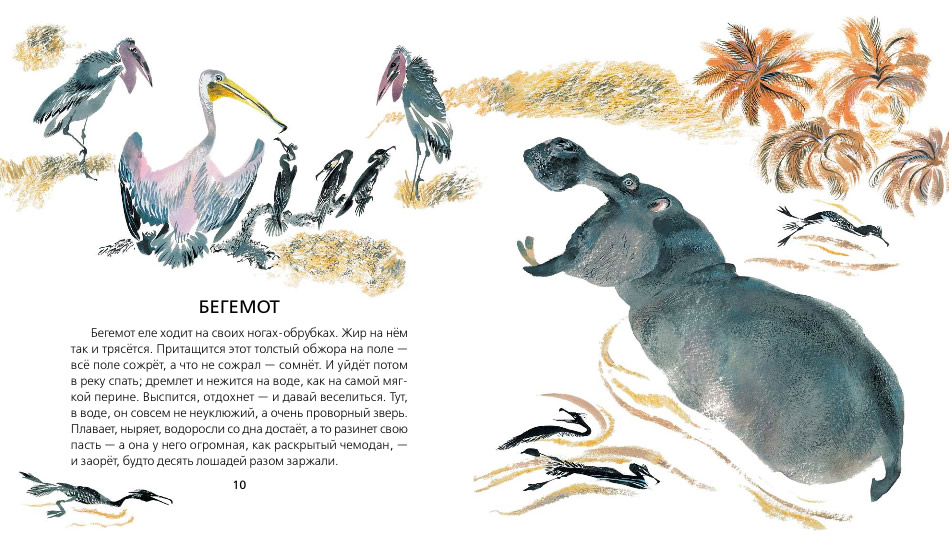 БЕГЕМОТ
Бегемот еле ходит на своих ногах-обрубках. Жир на нём
так и трясётся. Притащится этот толстый обжора на поле —
всё поле сожрёт, а что не сожрал — сомнёт. И уйдёт потом
в реку спать; дремлет и нежится на воде, как на самой мяг-
кой перине. Выспится, отдохнет — и давай веселиться. Тут,
в воде, он совсем не неуклюжий, а очень проворный зверь.
Плавает, ныряет, водоросли со дна достаёт, а то разинет свою
пасть — а она у него огромная, как раскрытый чемодан, —
и заорёт, будто десять лошадей разом заржали.
10